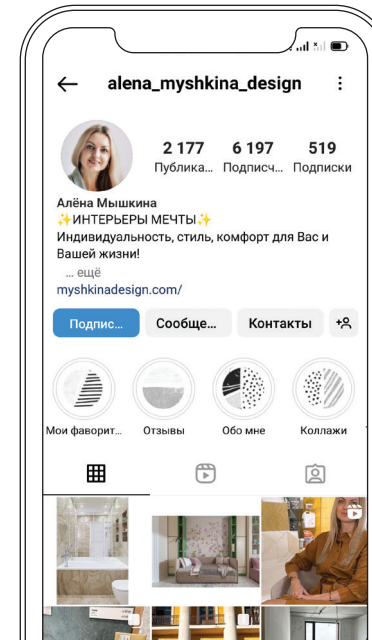 alena_myshkina_design
2 177 6 197 519
Публика... Подписч... Подписки
Алёна Мышкина
✨ИНТЕРЬЕРЫ МЕЧТЫ✨
Индивидуальность, стиль, комфорт для Вас и
Вашей жизни!
... ещё
myshkinadesign.com/
Подпис... Сообще... Контакты
Мои фаворит... Отзывы Обо мне Коллажи